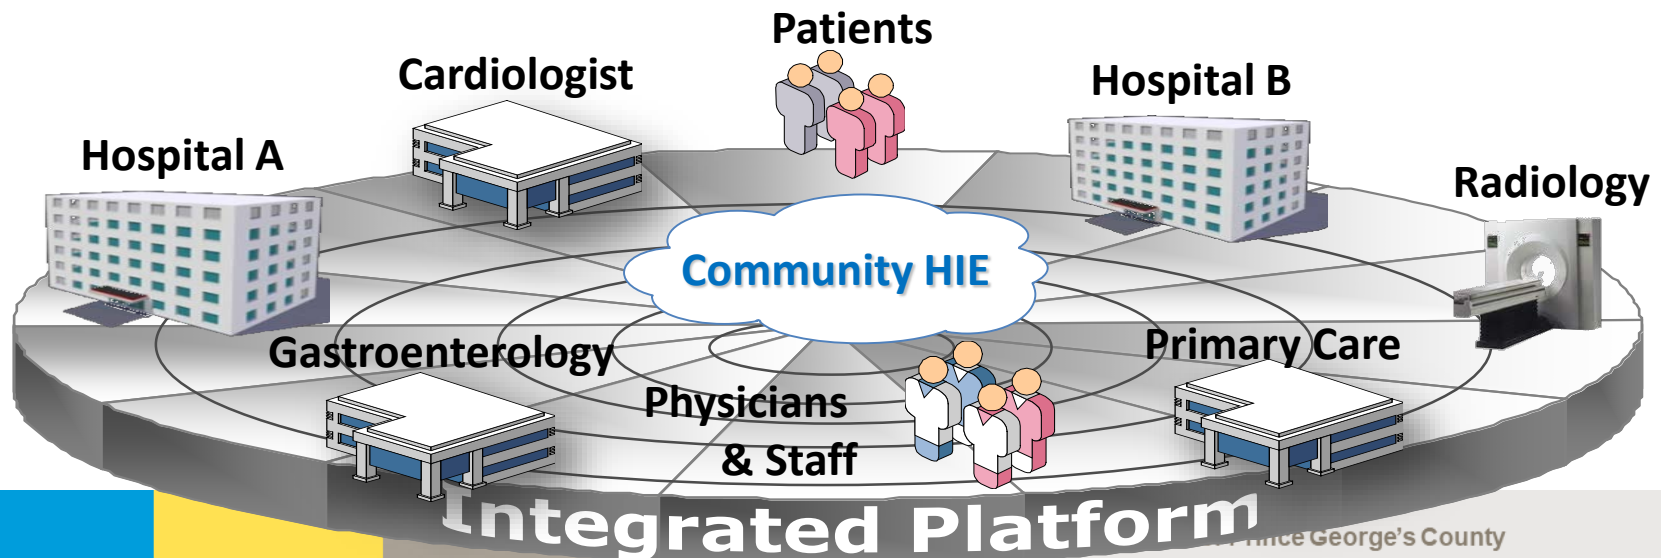 Patients
Cardiologist
Hospital B
Hospital A
Radiology
Community HIE
Gastroenterology
Primary Care
Physicians
& Staff
Integrated Platform
George's County